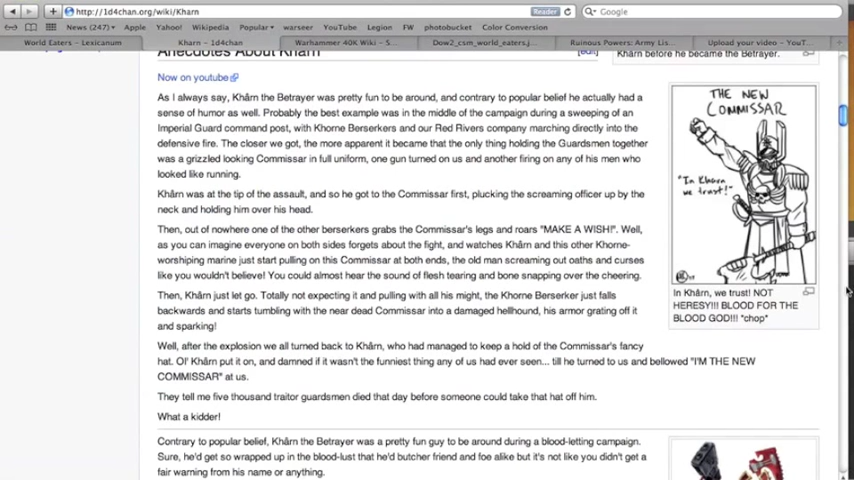 http://1d4chan.org/wiki/Kharn
Reader
Google
News (247)
Apple
Yahoo!
Wikipedia
Popular
warseer
YouTube
Legion
FW
photobucket
Color Conversion
World Eaters – Lexicanum
Kharn – 1d4chan
Warhammer 40K Wiki – S...
Dow2_csm_world_eaters.j...
Ruinous Powers: Army Lis...
Upload your video – YouT...
Anecdotes About Kharn
[edit]
Kharn before he became the Betrayer.
Now on youtube
As I always say, Khârn the Betrayer was pretty fun to be around, and contrary to popular belief he actually had a
sense of humor as well. Probably the best example was in the middle of the campaign during a sweeping of an
Imperial Guard command post, with Khorne Berserkers and our Red Rivers company marching directly into the
defensive fire. The closer we got, the more apparent it became that the only thing holding the Guardsmen together
was a grizzled looking Commissar in full uniform, one gun turned on us and another firing on any of his men who
looked like running.
Khârn was at the tip of the assault, and so he got to the Commissar first, plucking the screaming officer up by the
neck and holding him over his head.
Then, out of nowhere one of the other berserkers grabs the Commissar's legs and roars "MAKE A WISH!". Well,
as you can imagine everyone on both sides forgets about the fight, and watches Khârn and this other Khorne-
worshiping marine just start pulling on this Commissar at both ends, the old man screaming out oaths and curses
like you wouldn't believe! You could almost hear the sound of flesh tearing and bone snapping over the cheering.
Then, Khârn just let go. Totally not expecting it and pulling with all his might, the Khorne Berserker just falls
backwards and starts tumbling with the near dead Commissar into a damaged hellhound, his armor grating off it
and sparking!
Well, after the explosion we all turned back to Khârn, who had managed to keep a hold of the Commissar's fancy
hat. Ol' Khârn put it on, and damned if it wasn't the funniest thing any of us had ever seen... till he turned to us and bellowed "I'M THE NEW
COMMISSAR" at us.
They tell me five thousand traitor guardsmen died that day before someone could take that hat off him.
What a kidder!
THE NEW
COMMISSAR
"In Kharn
we trust!"
In Kharn, we trust! NOT
HERESY!!! BLOOD FOR THE
BLOOD GOD!!! *chop*
Contrary to popular belief, Khârn the Betrayer was a pretty fun guy to be around during a blood-letting campaign.
Sure, he'd get so wrapped up in the blood-lust that he'd butcher friend and foe alike but it's not like you didn't get a
fair warning from his name or anything.